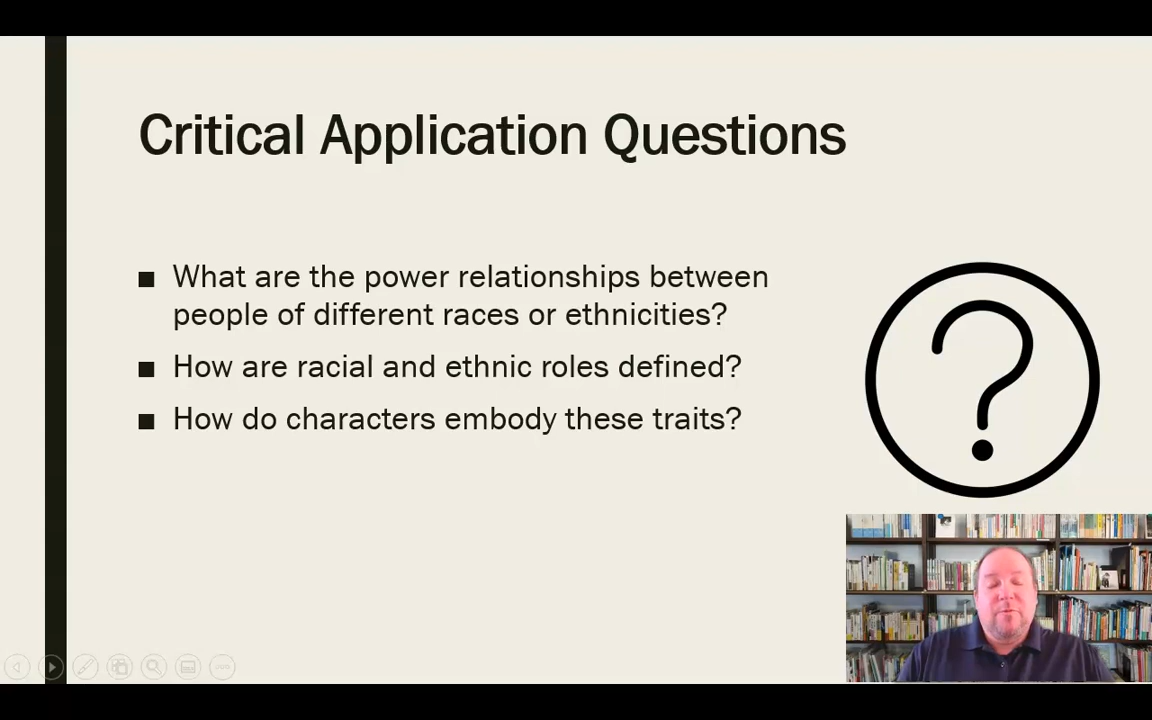 Critical Application Questions
■ What are the power relationships between
people of different races or ethnicities?
■ How are racial and ethnic roles defined?
■ How do characters embody these traits?